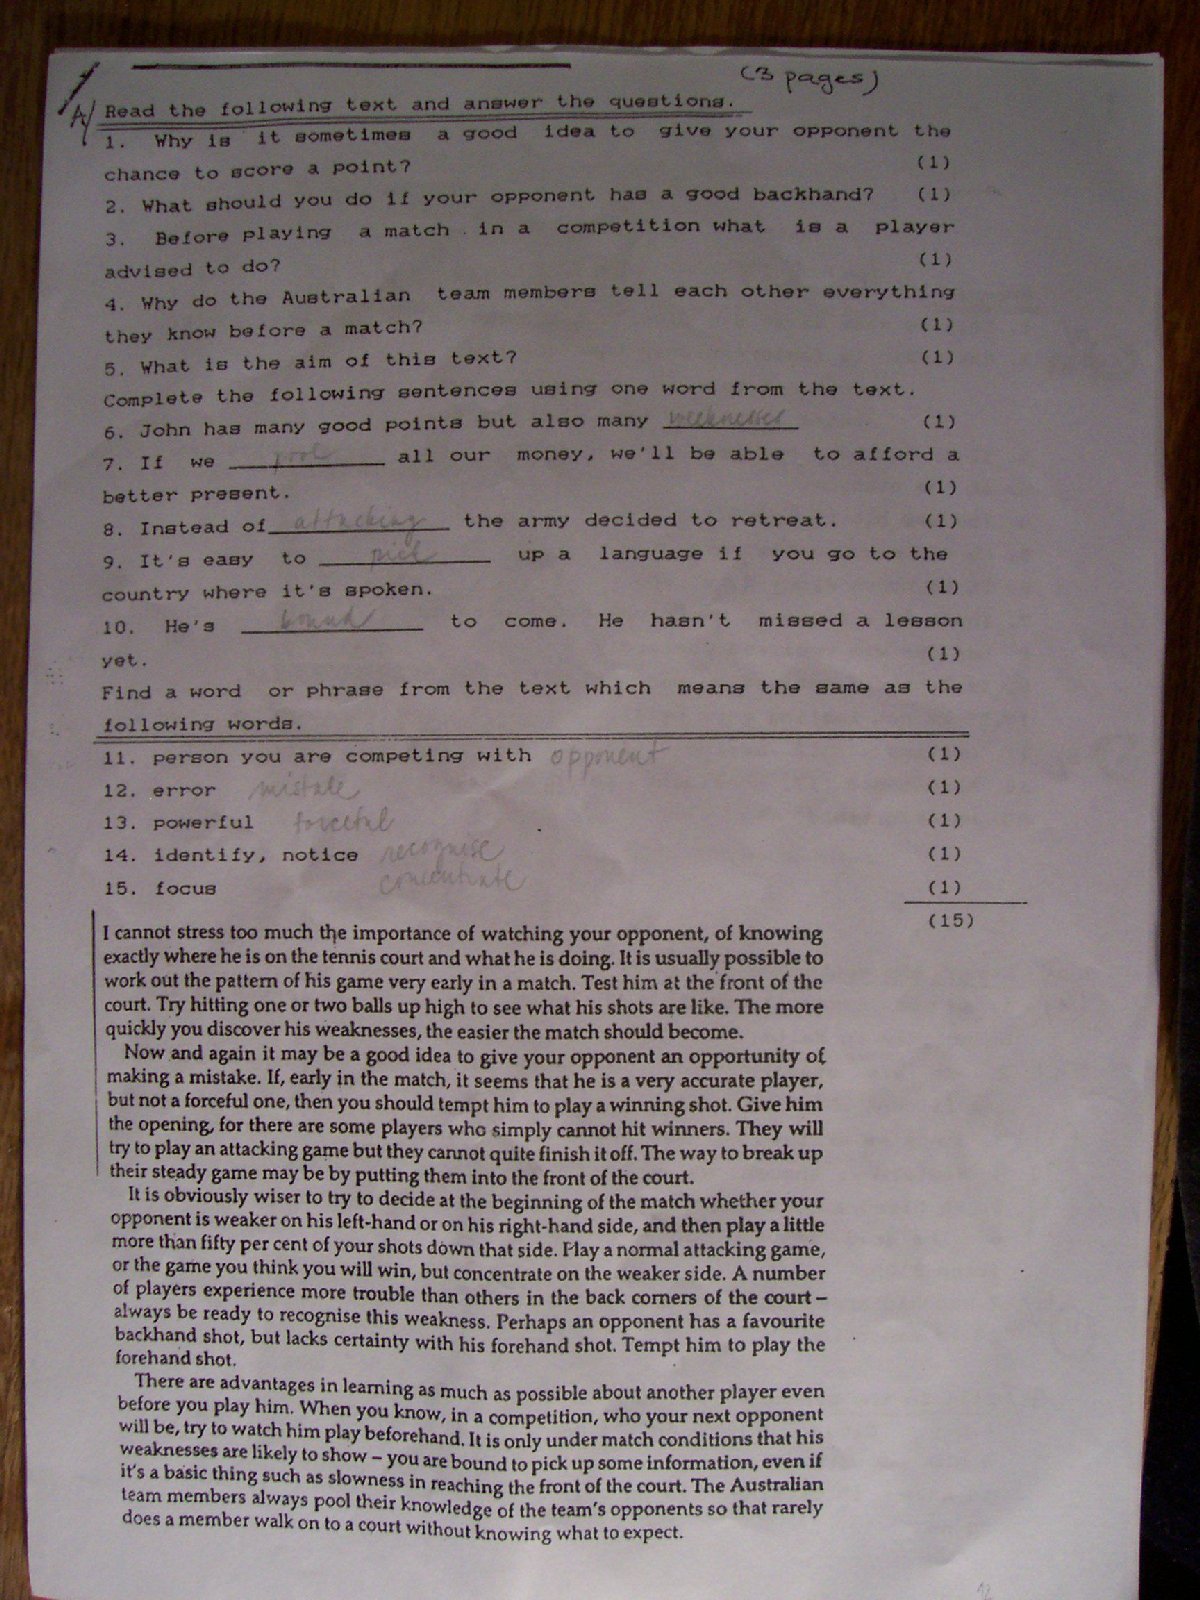 (3 pages)
A/ Read the following text and answer the questions.
1. Why is it sometimes a good idea to give your opponent the
chance to score a point? (1)
2. What should you do if your opponent has a good backhand? (1)
3. Before playing a match in a competition what is a player
advised to do? (1)
4. Why do the Australian team members tell each other everything
they know before a match? (1)
5. What is the aim of this text? (1)
Complete the following sentences using one word from the text.
6. John has many good points but also many weaknesses (1)
7. If we pool all our money, we'll be able to afford a
better present. (1)
8. Instead of attacking the army decided to retreat. (1)
9. It's easy to pick up a language if you go to the
country where it's spoken. (1)
10. He's bound to come. He hasn't missed a lesson
yet. (1)
Find a word or phrase from the text which means the same as the
following words.
11. person you are competing with opponent (1)
12. error mistake (1)
13. powerful forceful (1)
14. identify, notice recognise (1)
15. focus concentrate (1)
(15)
I cannot stress too much the importance of watching your opponent, of knowing
exactly where he is on the tennis court and what he is doing. It is usually possible to
work out the pattern of his game very early in a match. Test him at the front of the
court. Try hitting one or two balls up high to see what his shots are like. The more
quickly you discover his weaknesses, the easier the match should become.
Now and again it may be a good idea to give your opponent an opportunity of
making a mistake. If, early in the match, it seems that he is a very accurate player,
but not a forceful one, then you should tempt him to play a winning shot. Give him
the opening, for there are some players who simply cannot hit winners. They will
try to play an attacking game but they cannot quite finish it off. The way to break up
their steady game may be by putting them into the front of the court.
It is obviously wiser to try to decide at the beginning of the match whether your
opponent is weaker on his left-hand or on his right-hand side, and then play a little
more than fifty per cent of your shots down that side. Play a normal attacking game,
or the game you think you will win, but concentrate on the weaker side. A number
of players experience more trouble than others in the back corners of the court –
always be ready to recognise this weakness. Perhaps an opponent has a favourite
backhand shot, but lacks certainty with his forehand shot. Tempt him to play the
forehand shot.
There are advantages in learning as much as possible about another player even
before you play him. When you know, in a competition, who your next opponent
will be, try to watch him play beforehand. It is only under match conditions that his
weaknesses are likely to show – you are bound to pick up some information, even if
it's a basic thing such as slowness in reaching the front of the court. The Australian
team members always pool their knowledge of the team's opponents so that rarely
does a member walk on to a court without knowing what to expect.